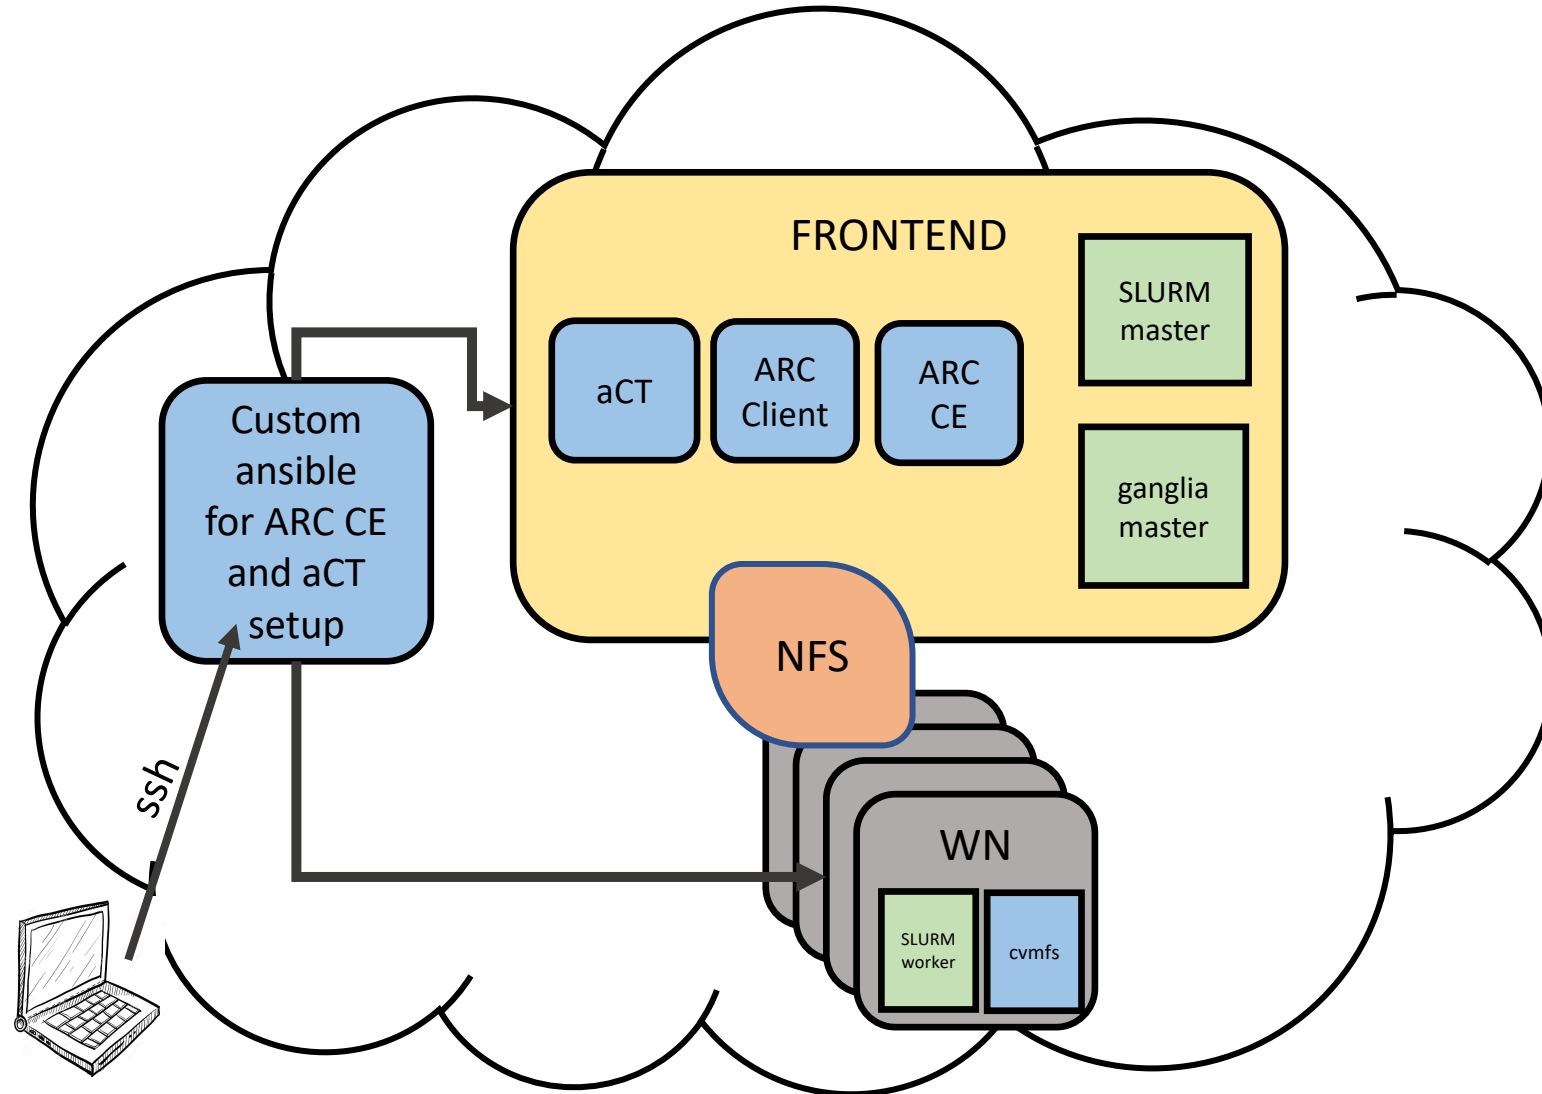 FRONTEND
SLURM
master
aCT
ARC
Client
ARC
CE
ganglia
master
Custom
ansible
for ARC CE
and aCT
setup
NFS
ssh
WN
SLURM
worker
cvmfs